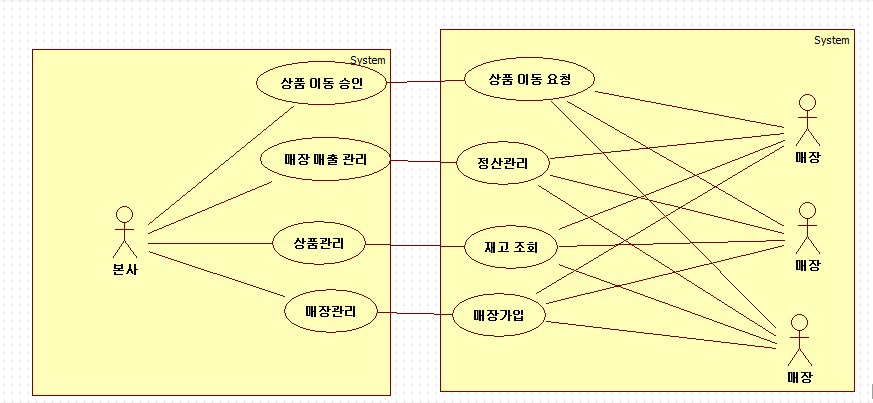 System
상품 이동 승인
매장 매출 관리
상품관리
매장관리
본사
System
상품 이동 요청
정산관리
재고 조회
매장가입
매장
매장
매장